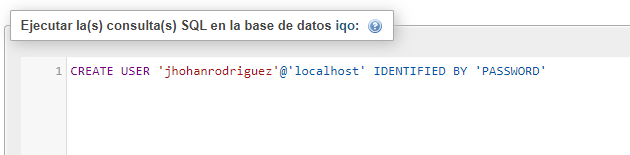 Ejecutar la(s) consulta(s) SQL en la base de datos iqo:
1 CREATE USER 'jhohanrodriguez'@'localhost' IDENTIFIED BY 'PASSWORD'